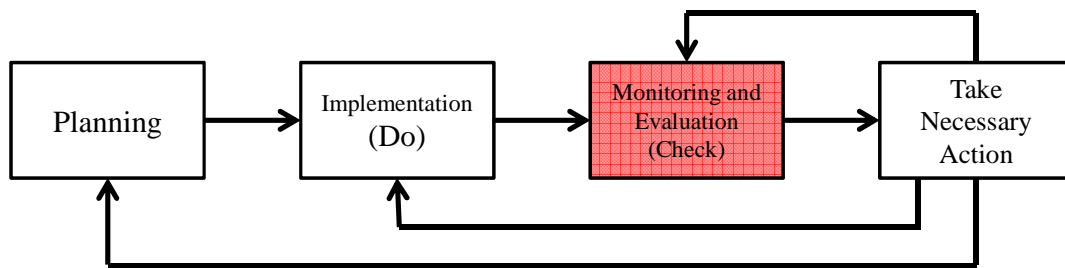 Planning
Implementation
(Do)
Monitoring and
Evaluation
(Check)
Take
Necessary
Action